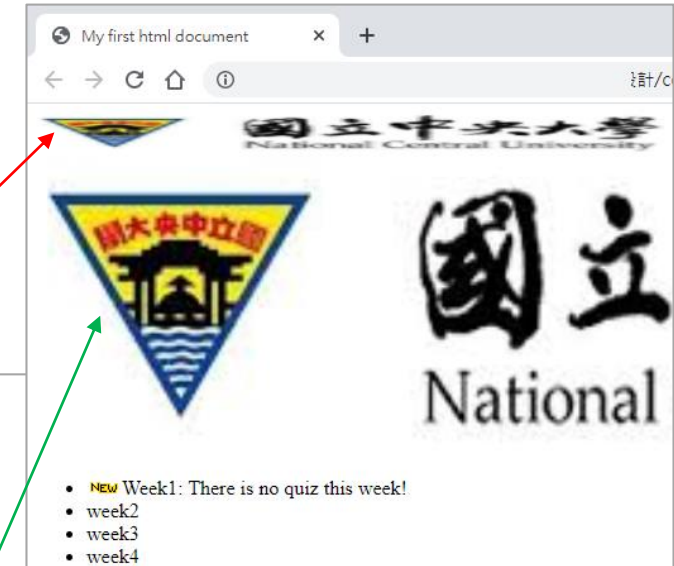 My first html document
計/c
國立中央大學
National Central University
國立中央大學
國立
National
NEW Week1: There is no quiz this week!
week2
week3
week4